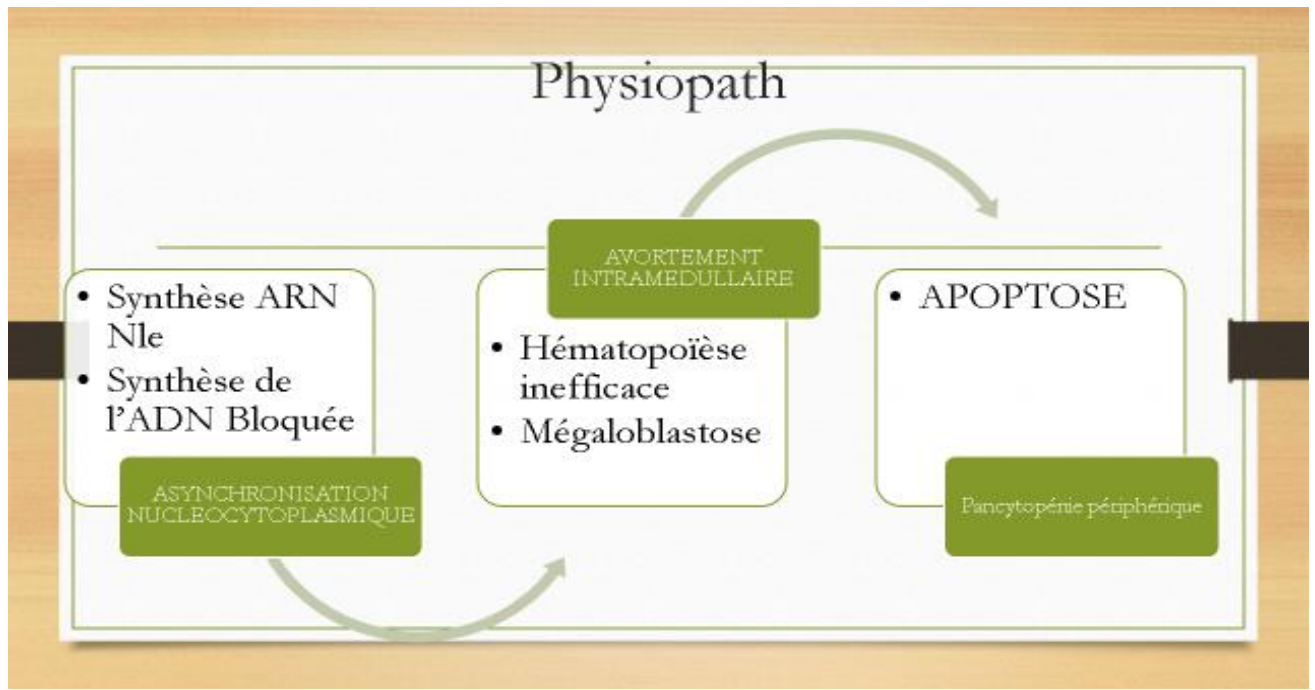 Physiopath
• Synthèse ARN
Nle
• Synthèse de
l'ADN Bloquée
ASYNCHRONISATION
NUCLEOCYTOPLASMIQUE
AVORTEMENT
INTRAMEDULLAIRE
• Hématopoïèse
inefficace
• Mégaloblastose
• APOPTOSE
Pancytopénie périphérique